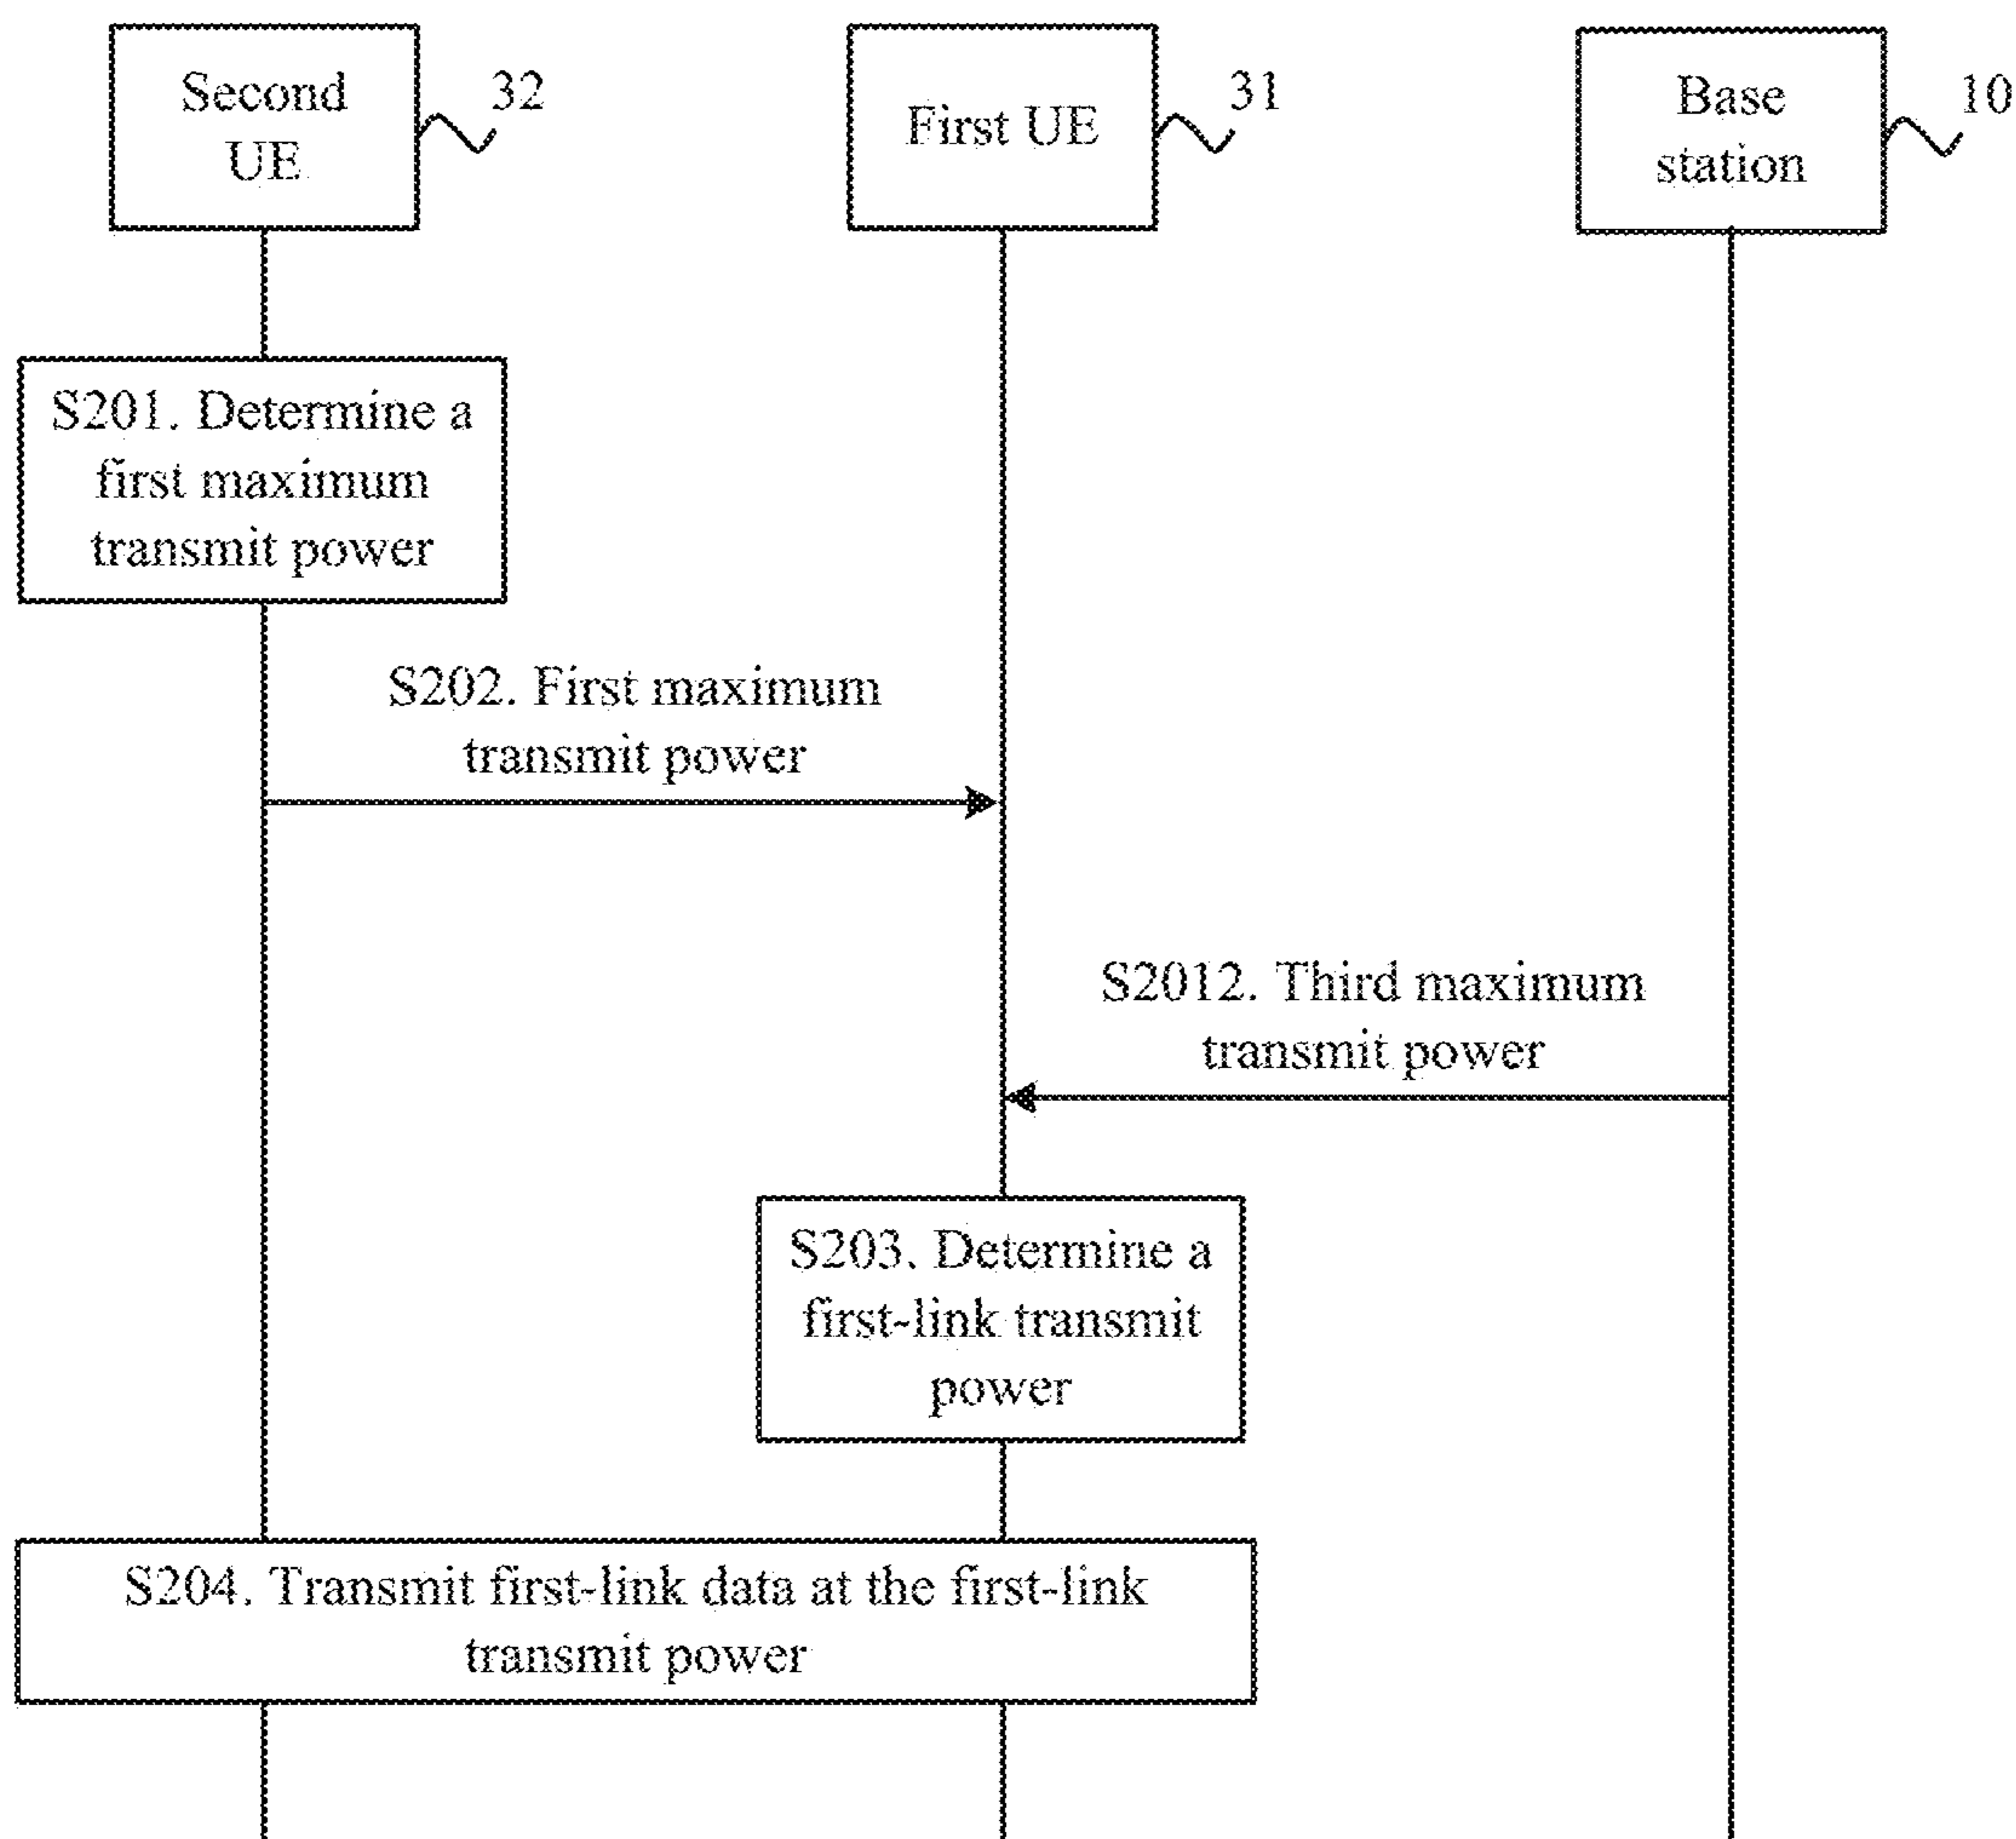 Second
UE
32
First UE
31
Base
station
10
S201. Determine a
first maximum
transmit power
S202. First maximum
transmit power
S2012. Third maximum
transmit power
S203. Determine a
first-link transmit
power
S204. Transmit first-link data at the first-link
transmit power